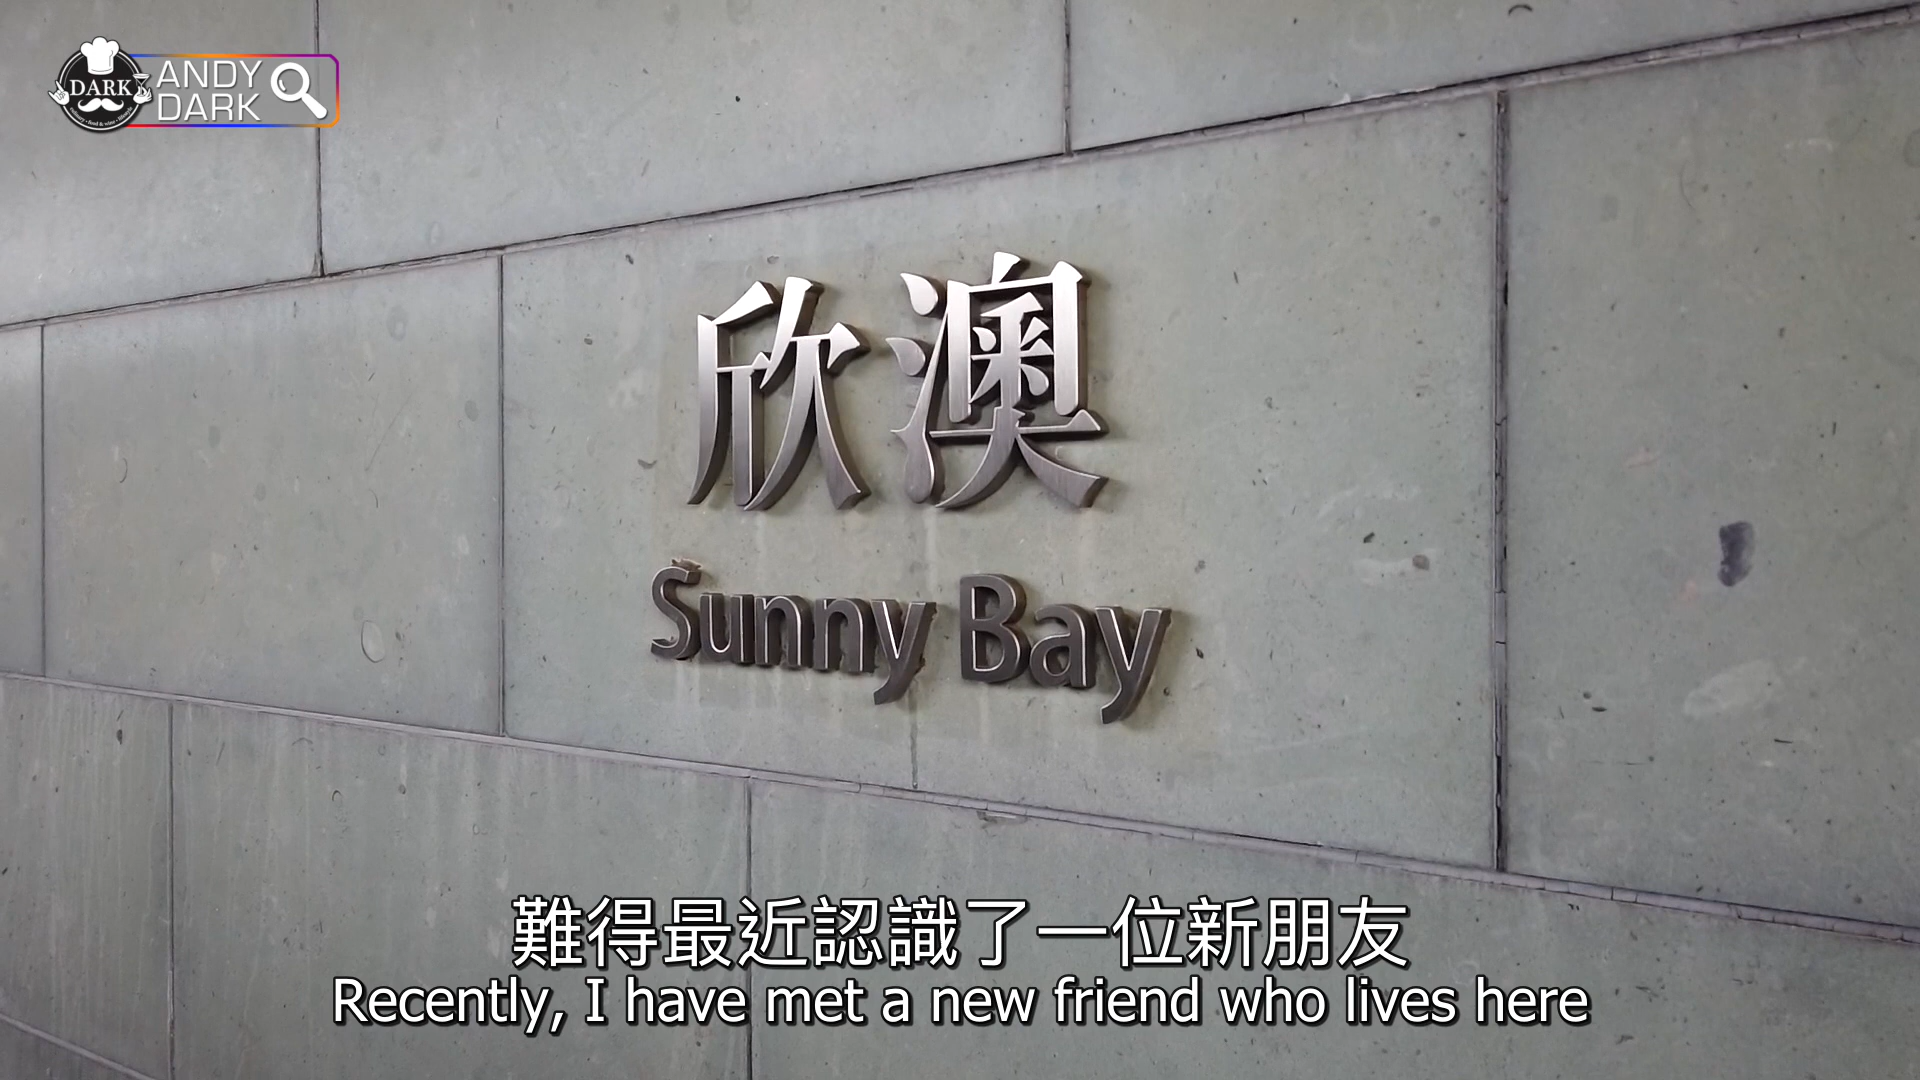 DARK
ANDY
DARK
欣澳
Sunny Bay
難得最近認識了一位新朋友
Recently, I have met a new friend who lives here